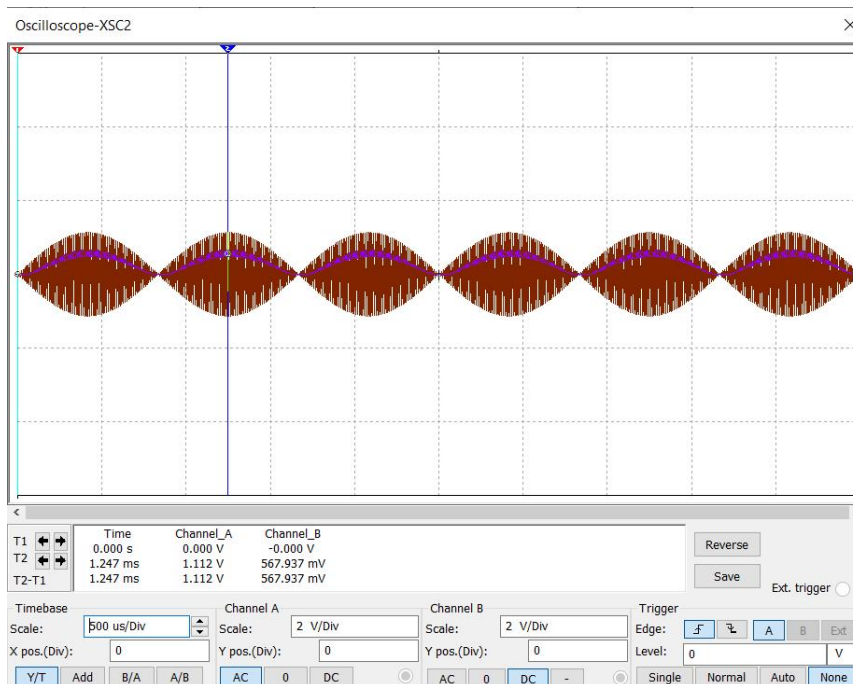 Oscilloscope-XSC2
1
2
Time Channel_A Channel_B
T1 0.000 s 0.000 V -0.000 V
T2 1.247 ms 1.112 V 567.937 mV
T2-T1 1.247 ms 1.112 V 567.937 mV
Reverse
Save
Ext. trigger
Timebase Channel A Channel B Trigger
Scale: 500 us/Div Scale: 2 V/Div Scale: 2 V/Div Edge: A B Ext
X pos.(Div): 0 Y pos.(Div): 0 Y pos.(Div): 0 Level: 0 V
Y/T Add B/A A/B AC 0 DC AC 0 DC - Single Normal Auto None